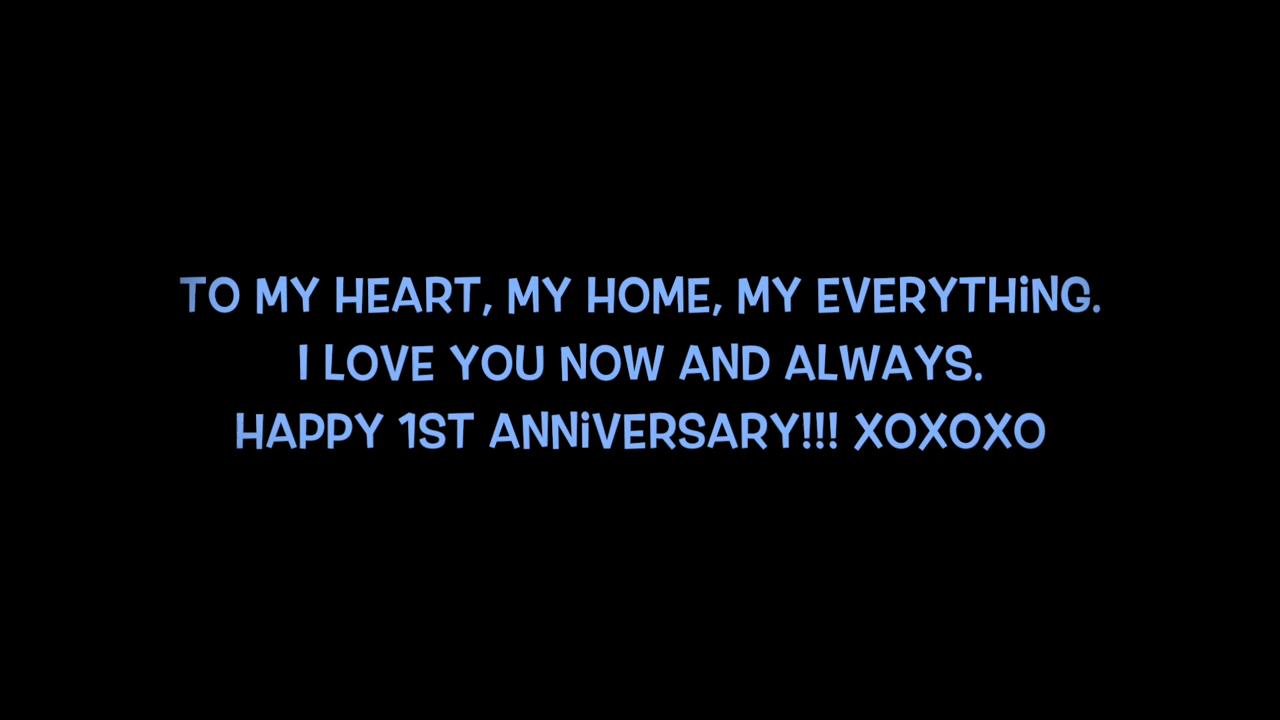 TO MY HEART, MY HOME, MY EVERYTHiNG.
I LOVE YOU NOW AND ALWAYS.
HAPPY 1ST ANNiVERSARY!!! XOXOXO